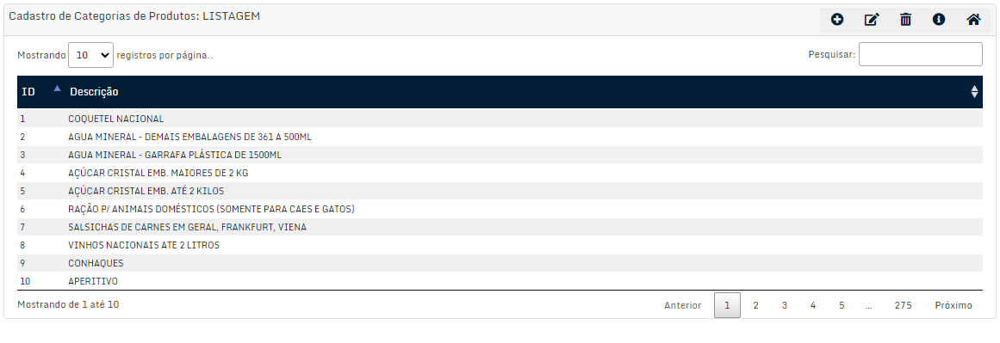 Cadastro de Categorias de Produtos: LISTAGEM
Mostrando 10 registros por página.. Pesquisar:
ID Descrição
1 COQUETEL NACIONAL
2 AGUA MINERAL - DEMAIS EMBALAGENS DE 361 A 500ML
3 AGUA MINERAL - GARRAFA PLÁSTICA DE 1500ML
4 AÇÚCAR CRISTAL EMB. MAIORES DE 2 KG
5 AÇÚCAR CRISTAL EMB. ATÉ 2 KILOS
6 RAÇÃO P/ ANIMAIS DOMÉSTICOS (SOMENTE PARA CAES E GATOS)
7 SALSICHAS DE CARNES EM GERAL, FRANKFURT, VIENA
8 VINHOS NACIONAIS ATE 2 LITROS
9 CONHAQUES
10 APERITIVO
Mostrando de 1 até 10 Anterior 1 2 3 4 5 ... 275 Próximo